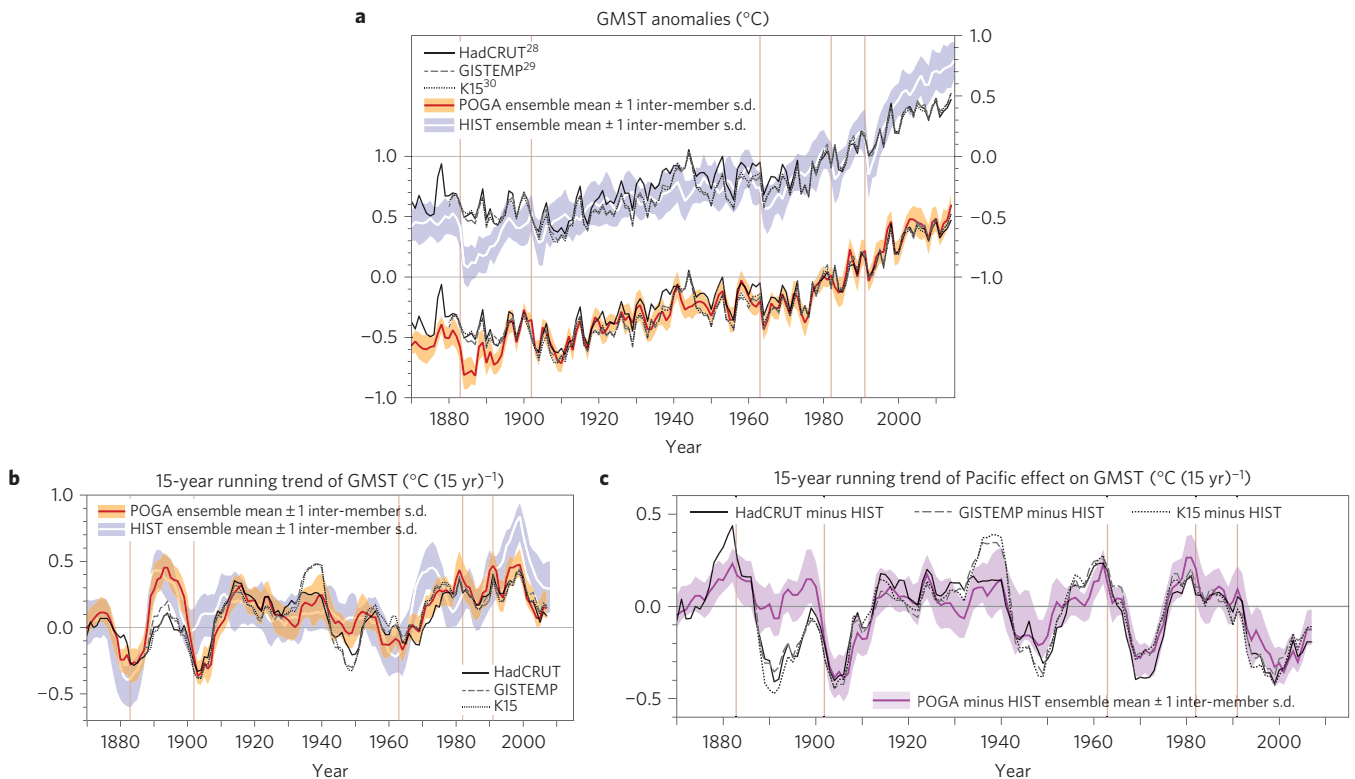 a
GMST anomalies (°C)
HadCRUT28
GISTEMP29
K1530
POGA ensemble mean ± 1 inter-member s.d.
HIST ensemble mean ± 1 inter-member s.d.
1.0
0.5
0.0
−0.5
−1.0
1.0
0.5
0.0
−0.5
−1.0
1880 1900 1920 1940 1960 1980 2000
Year
b
15-year running trend of GMST (°C (15 yr)−1)
POGA ensemble mean ± 1 inter-member s.d.
HIST ensemble mean ± 1 inter-member s.d.
1.0
0.5
0.0
−0.5
HadCRUT
GISTEMP
K15
1880 1900 1920 1940 1960 1980 2000
Year
c
15-year running trend of Pacific effect on GMST (°C (15 yr)−1)
HadCRUT minus HIST GISTEMP minus HIST K15 minus HIST
0.5
0.0
−0.5
POGA minus HIST ensemble mean ± 1 inter-member s.d.
1880 1900 1920 1940 1960 1980 2000
Year